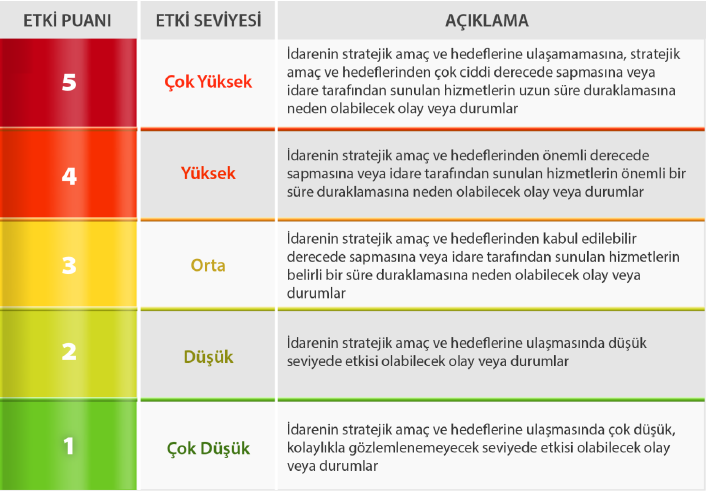 ETKİ PUANI ETKİ SEVİYESİ AÇIKLAMA
5 Çok Yüksek
İdarenin stratejik amaç ve hedeflerine ulaşamamasına, stratejik
amaç ve hedeflerinden çok ciddi derecede sapmasına veya
idare tarafından sunulan hizmetlerin uzun süre duraklamasına
neden olabilecek olay veya durumlar
4 Yüksek
İdarenin stratejik amaç ve hedeflerinden önemli derecede
sapmasına veya idare tarafından sunulan hizmetlerin önemli bir
süre duraklamasına neden olabilecek olay veya durumlar
3 Orta
İdarenin stratejik amaç ve hedeflerinden kabul edilebilir
derecede sapmasına veya idare tarafından sunulan hizmetlerin
belirli bir süre duraklamasına neden olabilecek olay veya
durumlar
2 Düşük
İdarenin stratejik amaç ve hedeflerine ulaşmasında düşük
seviyede etkisi olabilecek olay veya durumlar
1 Çok Düşük
İdarenin stratejik amaç ve hedeflerine ulaşmasında çok düşük,
kolaylıkla gözlemlenemeyecek seviyede etkisi olabilecek olay
veya durumlar